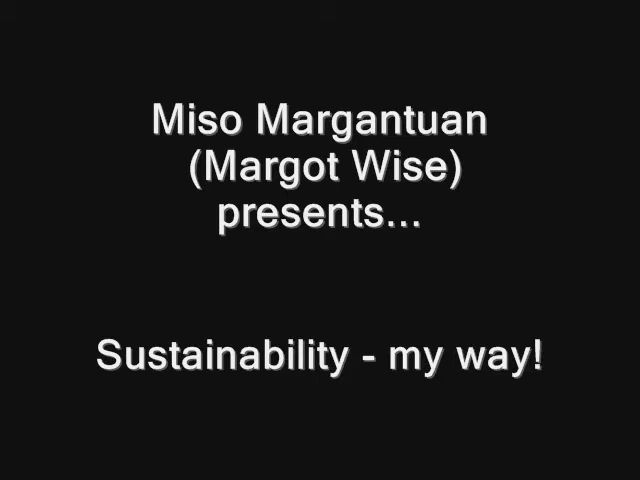 Miso Margantuan
(Margot Wise)
presents...
Sustainability - my way!